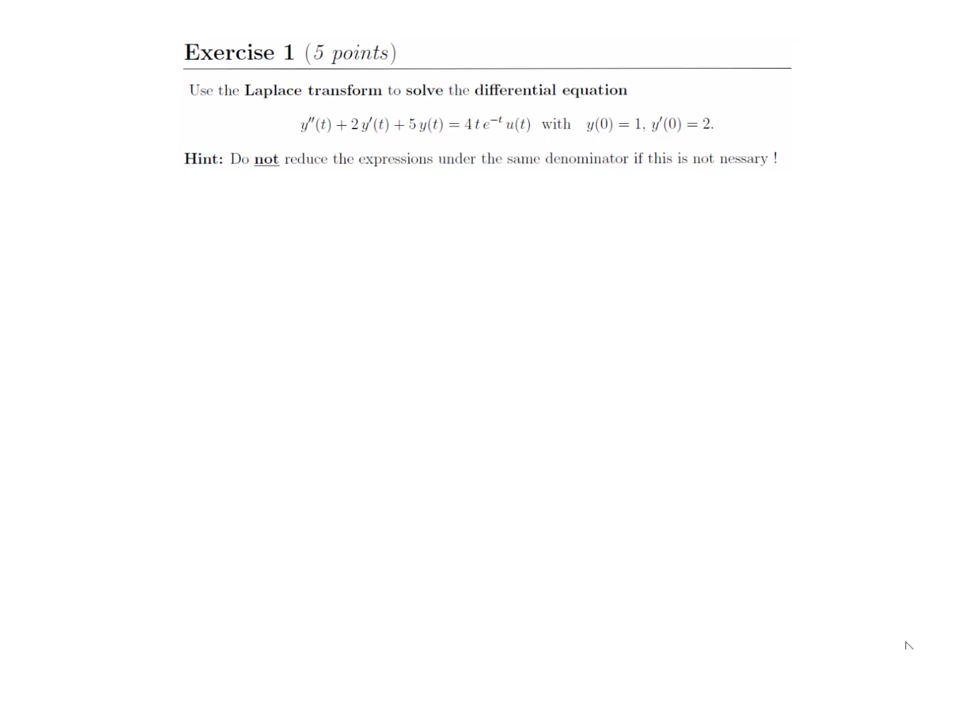 Exercise 1 (5 points)
Use the Laplace transform to solve the differential equation
y″(t) + 2 y′(t) + 5 y(t) = 4 t e⁻ᵗ u(t) with y(0) = 1, y′(0) = 2.
Hint: Do not reduce the expressions under the same denominator if this is not nessary !